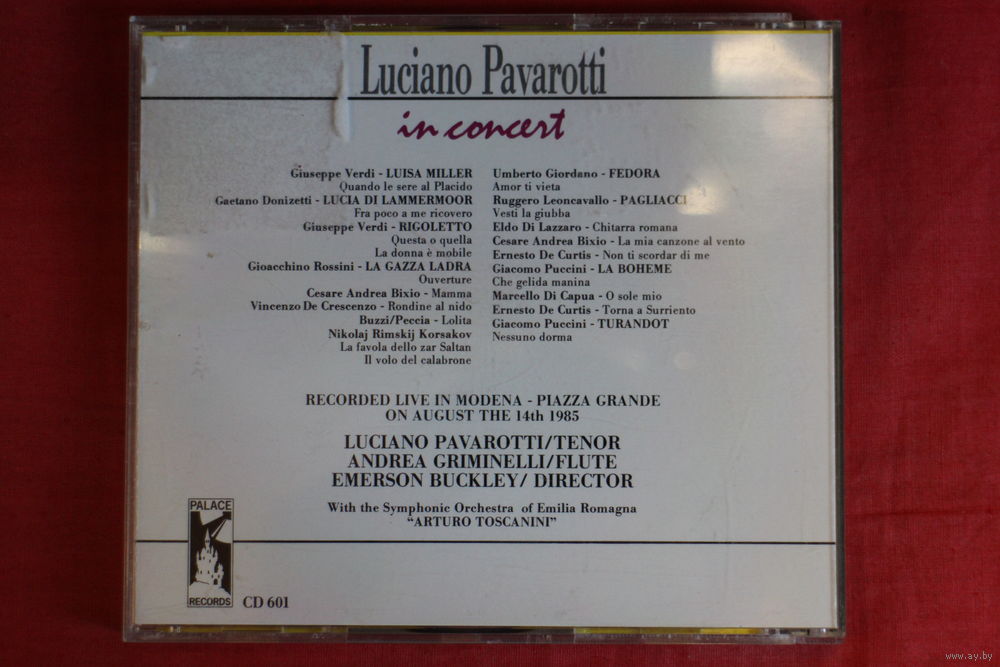 Luciano Pavarotti
in concert
Giuseppe Verdi - LUISA MILLER
Quando le sere al Placido
Gaetano Donizetti - LUCIA DI LAMMERMOOR
Fra poco a me ricovero
Giuseppe Verdi - RIGOLETTO
Questa o quella
La donna è mobile
Gioacchino Rossini - LA GAZZA LADRA
Ouverture
Cesare Andrea Bixio - Mamma
Vincenzo De Crescenzo - Rondine al nido
Buzzi/Peccia - Lolita
Nikolaj Rimskij Korsakov
La favola dello zar Saltan
Il volo del calabrone
Umberto Giordano - FEDORA
Amor ti vieta
Ruggero Leoncavallo - PAGLIACCI
Vesti la giubba
Eldo Di Lazzaro - Chitarra romana
Cesare Andrea Bixio - La mia canzone al vento
Ernesto De Curtis - Non ti scordar di me
Giacomo Puccini - LA BOHEME
Che gelida manina
Marcello Di Capua - O sole mio
Ernesto De Curtis - Torna a Surriento
Giacomo Puccini - TURANDOT
Nessuno dorma
RECORDED LIVE IN MODENA - PIAZZA GRANDE
ON AUGUST THE 14th 1985
LUCIANO PAVAROTTI/TENOR
ANDREA GRIMINELLI/FLUTE
EMERSON BUCKLEY/ DIRECTOR
With the Symphonic Orchestra of Emilia Romagna
“ARTURO TOSCANINI”
PALACE
RECORDS
CD 601
www.ay.by